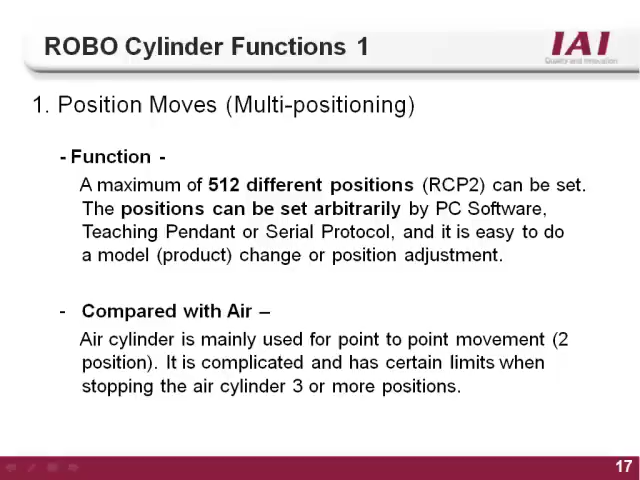 ROBO Cylinder Functions 1
IAI
Quality and Innovation
1. Position Moves (Multi-positioning)
- Function -
A maximum of 512 different positions (RCP2) can be set.
The positions can be set arbitrarily by PC Software,
Teaching Pendant or Serial Protocol, and it is easy to do
a model (product) change or position adjustment.
- Compared with Air –
Air cylinder is mainly used for point to point movement (2
position). It is complicated and has certain limits when
stopping the air cylinder 3 or more positions.
17